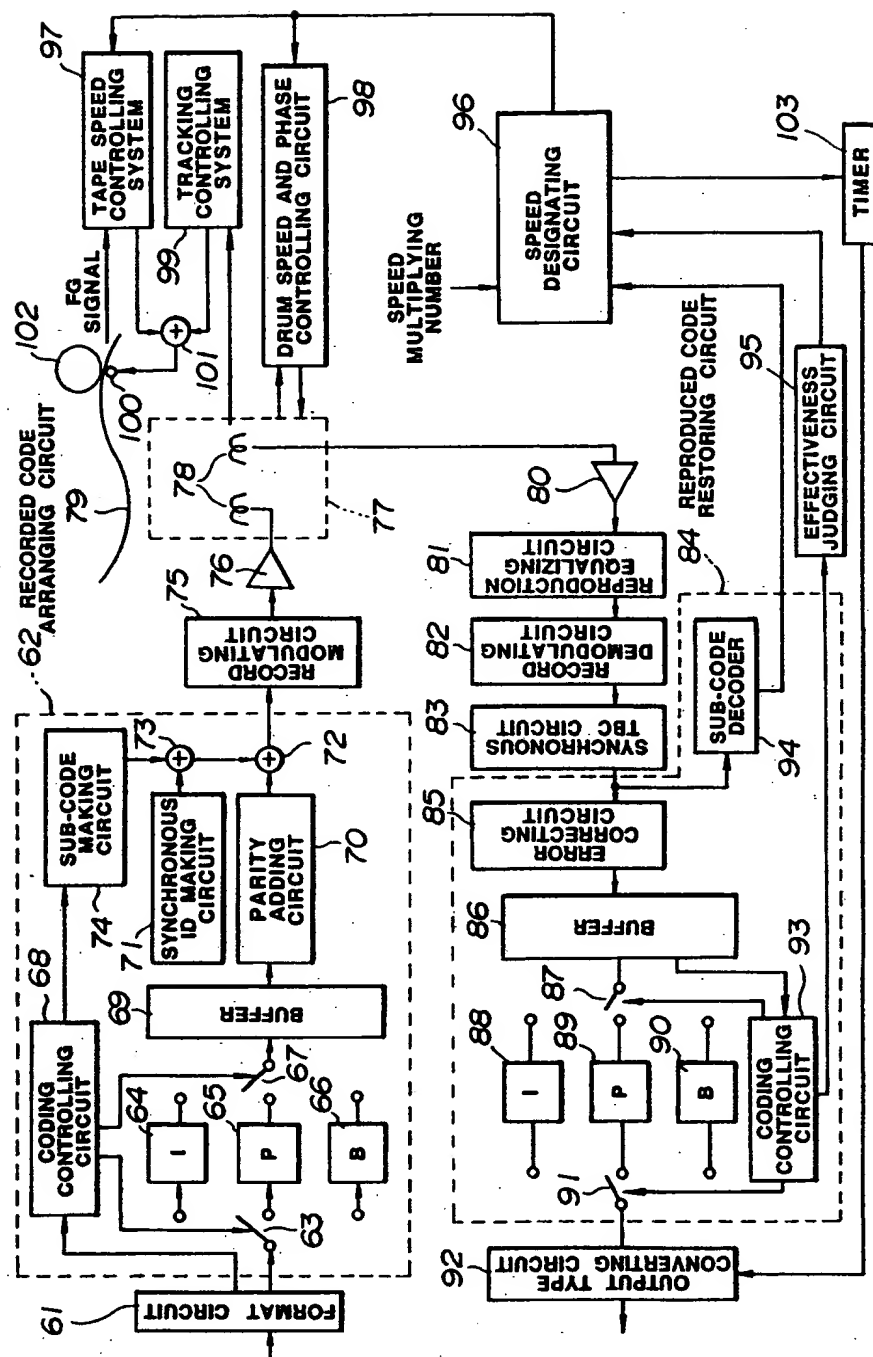 61
FORMAT CIRCUIT
62
RECORDED CODE
ARRANGING CIRCUIT
68
CODING
CONTROLLING
CIRCUIT
63
64
I
65
P
66
B
67
69
BUFFER
SUB-CODE
MAKING
CIRCUIT
74
73
71
SYNCHRONOUS
ID MAKING
CIRCUIT
PARITY
ADDING
CIRCUIT
70
72
75
RECORD
MODULATING
CIRCUIT
76
77
78
79
100
102
101
FG
SIGNAL
97
TAPE SPEED
CONTROLLING
SYSTEM
TRACKING
CONTROLLING
SYSTEM
99
DRUM SPEED AND PHASE
CONTROLLING CIRCUIT
98
SPEED
MULTIPLYING
NUMBER
96
SPEED
DESIGNATING
CIRCUIT
103
TIMER
80
81
REPRODUCTION
EQUALIZING
CIRCUIT
82
RECORD
DEMODULATING
CIRCUIT
83
SYNCHRONOUS
TBC CIRCUIT
84
REPRODUCED CODE
RESTORING CIRCUIT
95
EFFECTIVENESS
JUDGING CIRCUIT
SUB-CODE
DECODER
94
85
ERROR
CORRECTING
CIRCUIT
86
BUFFER
87
88
I
89
P
90
B
93
CODING
CONTROLLING
CIRCUIT
91
92
OUTPUT TYPE
CONVERTING CIRCUIT